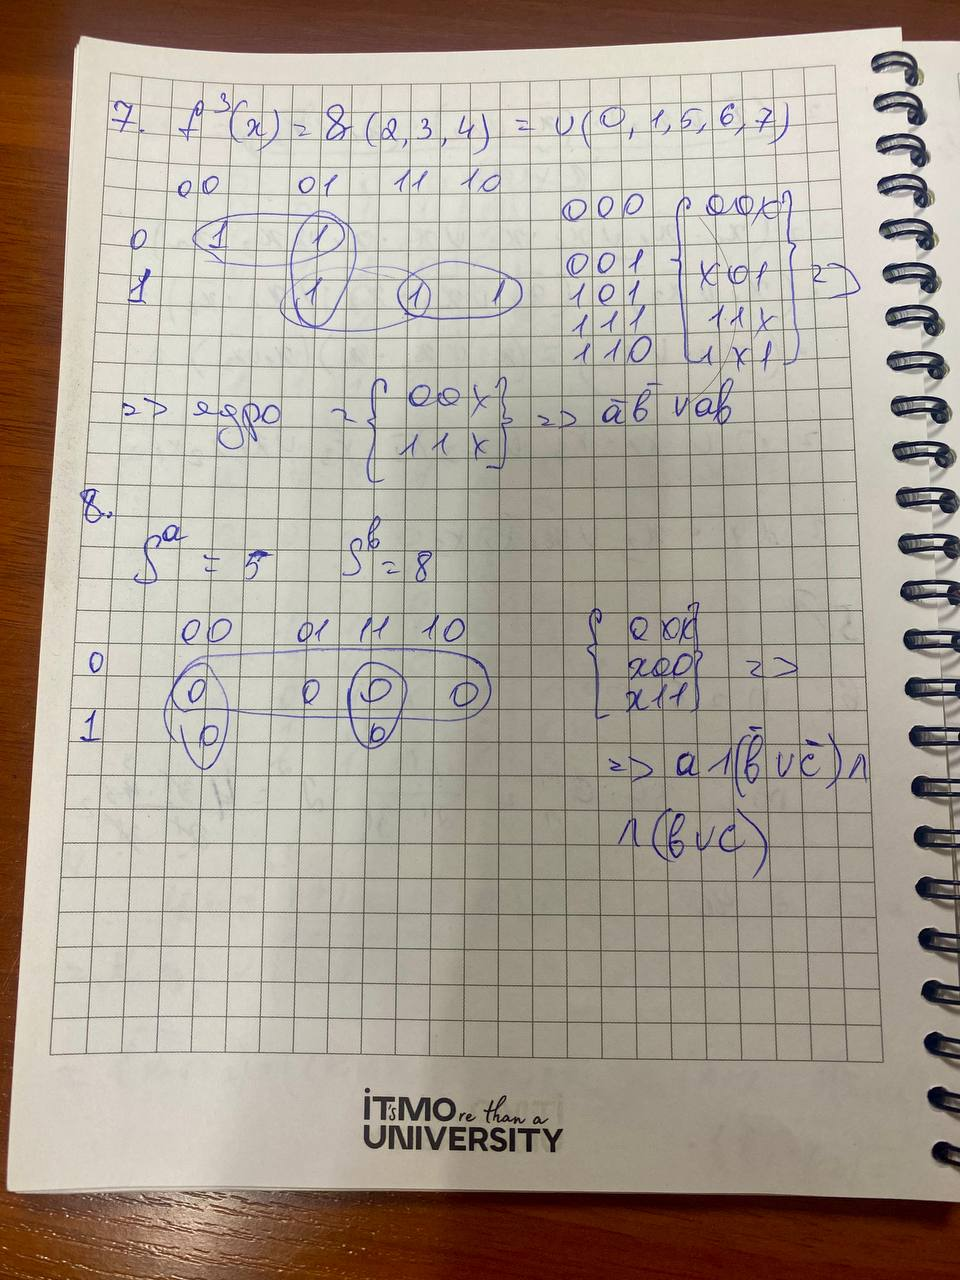 7. f³(x) = & (2, 3, 4) = ∪(0, 1, 5, 6, 7)
00 01 11 10
0 1 1
1 1 1 1
000
001
101
111
110
{ 00x
x01
11x
1x1 } =>
=> ядро = { 00x
11x } => āb̄ ∨ ab
8.
S^a = 5 S^b = 8
00 01 11 10
0 0 0 0 0
1 0 0
{ 0xx
x00
x11 } =>
=> a ∧ (b̄ ∨ c̄) ∧
∧ (b ∨ c)
iT'sMOre than a
UNIVERSITY